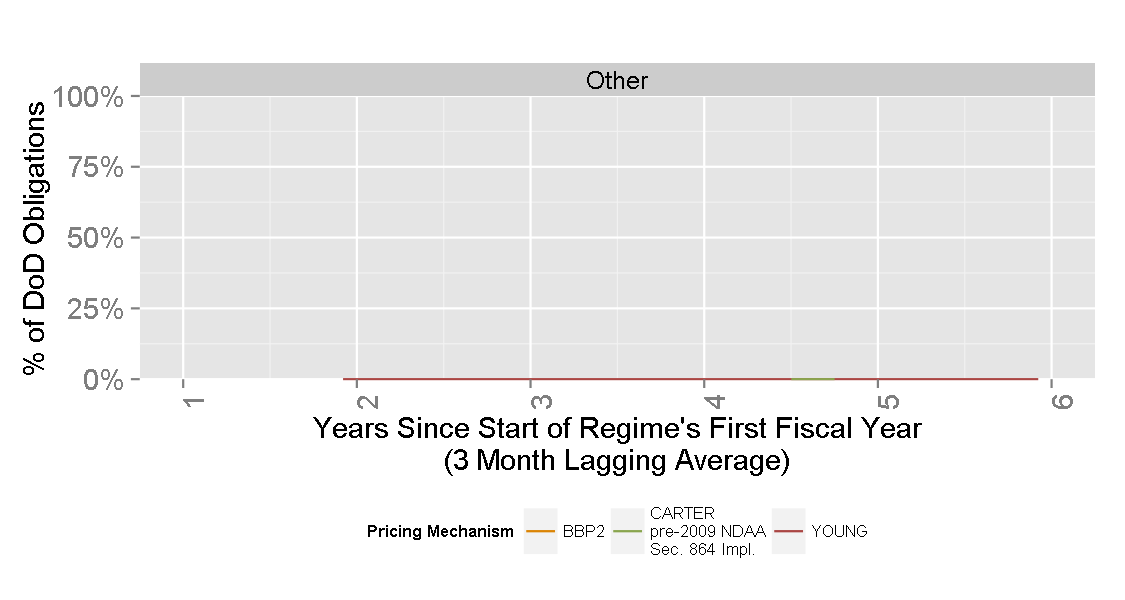 Other
100%
75%
50%
25%
0%
% of DoD Obligations
1
2
3
4
5
6
Years Since Start of Regime's First Fiscal Year
(3 Month Lagging Average)
Pricing Mechanism
BBP2
CARTER
pre-2009 NDAA
Sec. 864 Impl.
YOUNG